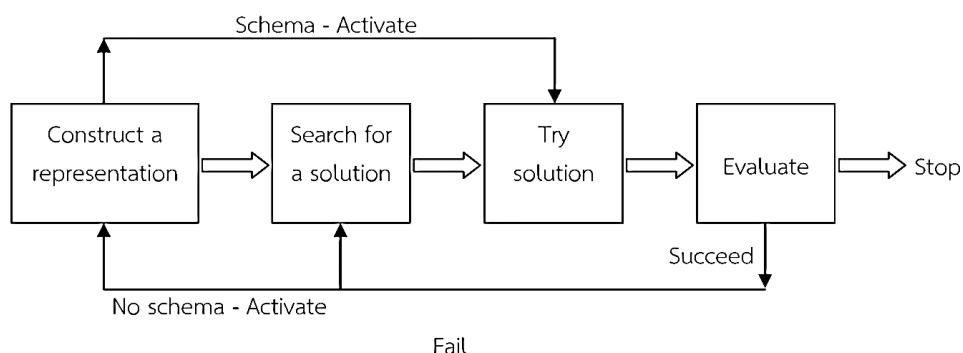 Schema - Activate
Construct a
representation
Search for
a solution
Try
solution
Evaluate
Stop
Succeed
No schema - Activate
Fail